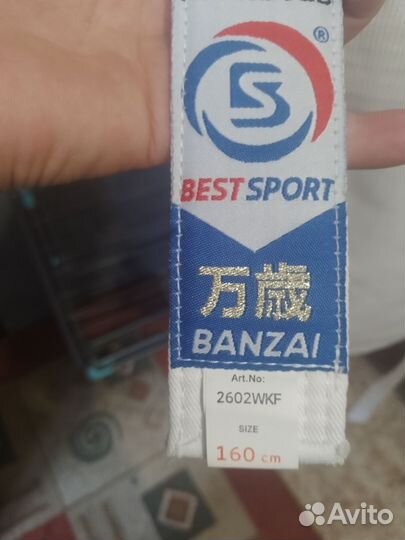 ®
BEST SPORT
万歳
BANZAI
Art.No:
2602WKF
SIZE
160 cm
Avito